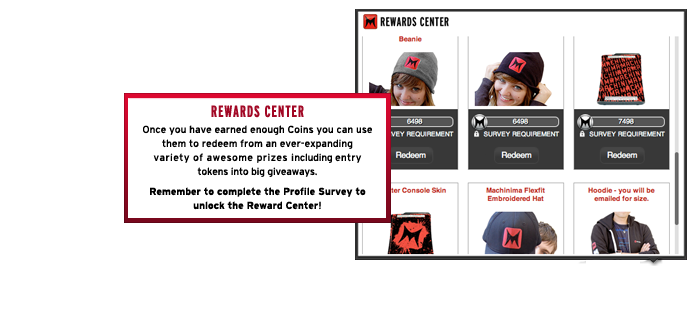 REWARDS CENTER
Beanie
6498
6498
7498
VEY REQUIREMENT
SURVEY REQUIREMENT
SURVEY REQUIREMENT
Redeem
Redeem
Redeem
ter Console Skin
Machinima Flexfit
Embroidered Hat
Hoodie - you will be
emailed for size.
REWARDS CENTER
Once you have earned enough Coins you can use
them to redeem from an ever-expanding
variety of awesome prizes including entry
tokens into big giveaways.
Remember to complete the Profile Survey to
unlock the Reward Center!